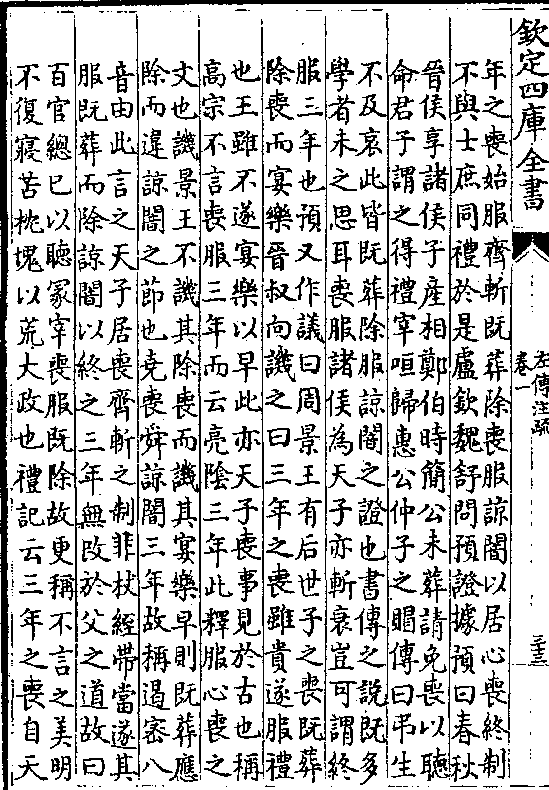 欽定四庫全書
左傳注疏
卷一
三十三
年之喪始服齊斬既葬除喪服諒闇以居心喪終制
不與士庶同禮於是盧欽魏舒問預證據預曰春秋
晉侯享諸侯子產相鄭伯時簡公未葬請免喪以聽
命君子謂之得禮宰咺歸惠公仲子之賵傳曰弔生
不及哀此皆既葬除服諒闇之證也書傳之說既多
學者未之思耳喪服諸侯為天子亦斬衰豈可謂終
服三年也預又作議曰周景王有后世子之喪既葬
除喪而宴樂晉叔向譏之曰三年之喪雖貴遂服禮
也王雖不遂宴樂以早此亦天子喪事見於古也稱
高宗不言喪服三年而云亮陰三年此釋服心喪之
文也譏景王不譏其除喪而譏其宴樂早則既葬應
除而違諒闇之節也堯喪舜諒闇三年故稱遏密八
音由此言之天子居喪齊斬之制非杖絰帶當遂其
服既葬而除諒闇以終之三年無改於父之道故曰
百官總已以聽冢宰喪服既除故更稱不言之美明
不復寢苫枕塊以荒大政也禮記云三年之喪自天